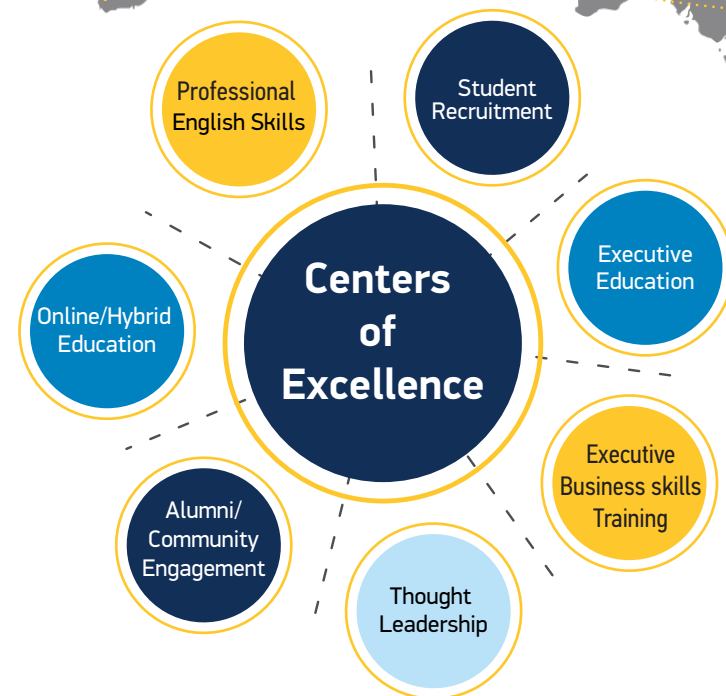 Professional
English Skills
Student
Recruitment
Executive
Education
Centers
of
Excellence
Online/Hybrid
Education
Executive
Business skills
Training
Alumni/
Community
Engagement
Thought
Leadership